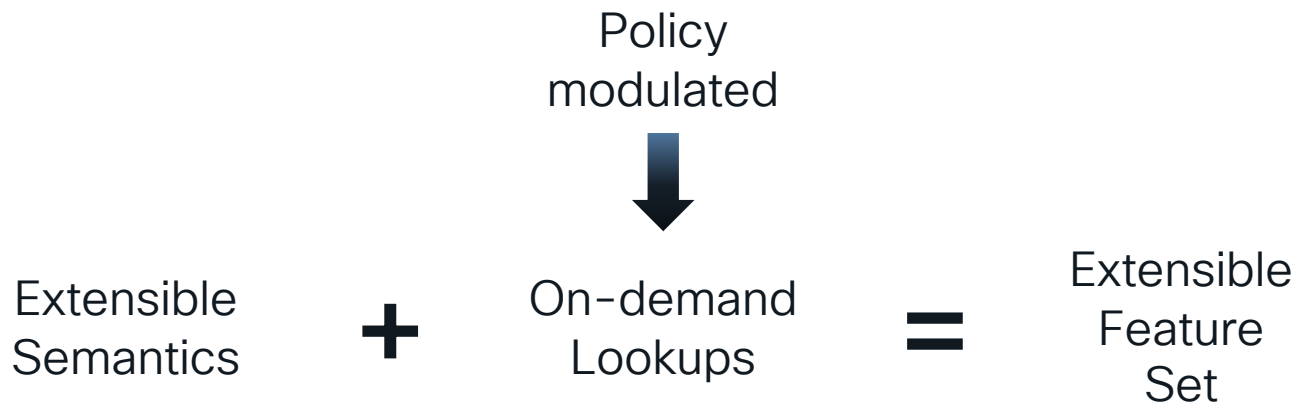 Policy
modulated
Extensible
Semantics
+
On-demand
Lookups
=
Extensible
Feature
Set